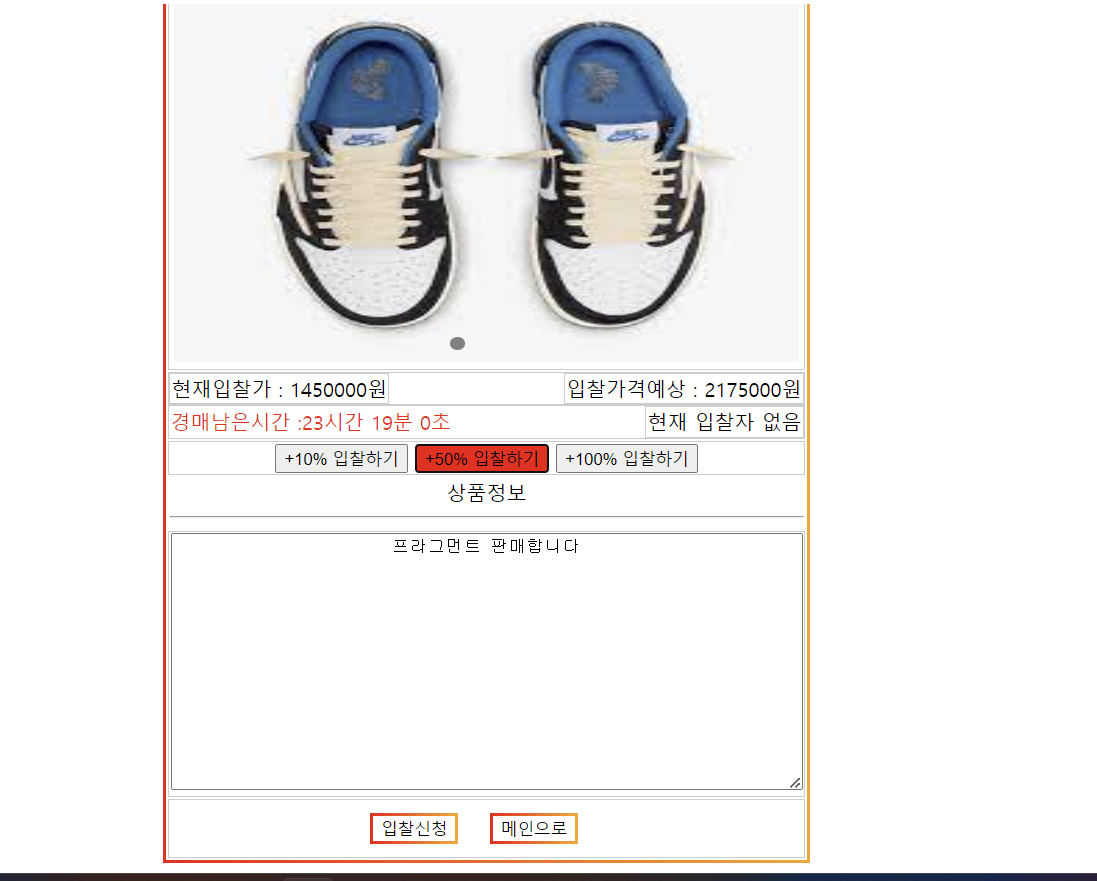 현재입찰가 : 1450000원
입찰가격예상 : 2175000원
경매남은시간 :23시간 19분 0초
현재 입찰자 없음
+10% 입찰하기
+50% 입찰하기
+100% 입찰하기
상품정보
프라그먼트 판매합니다
입찰신청
메인으로